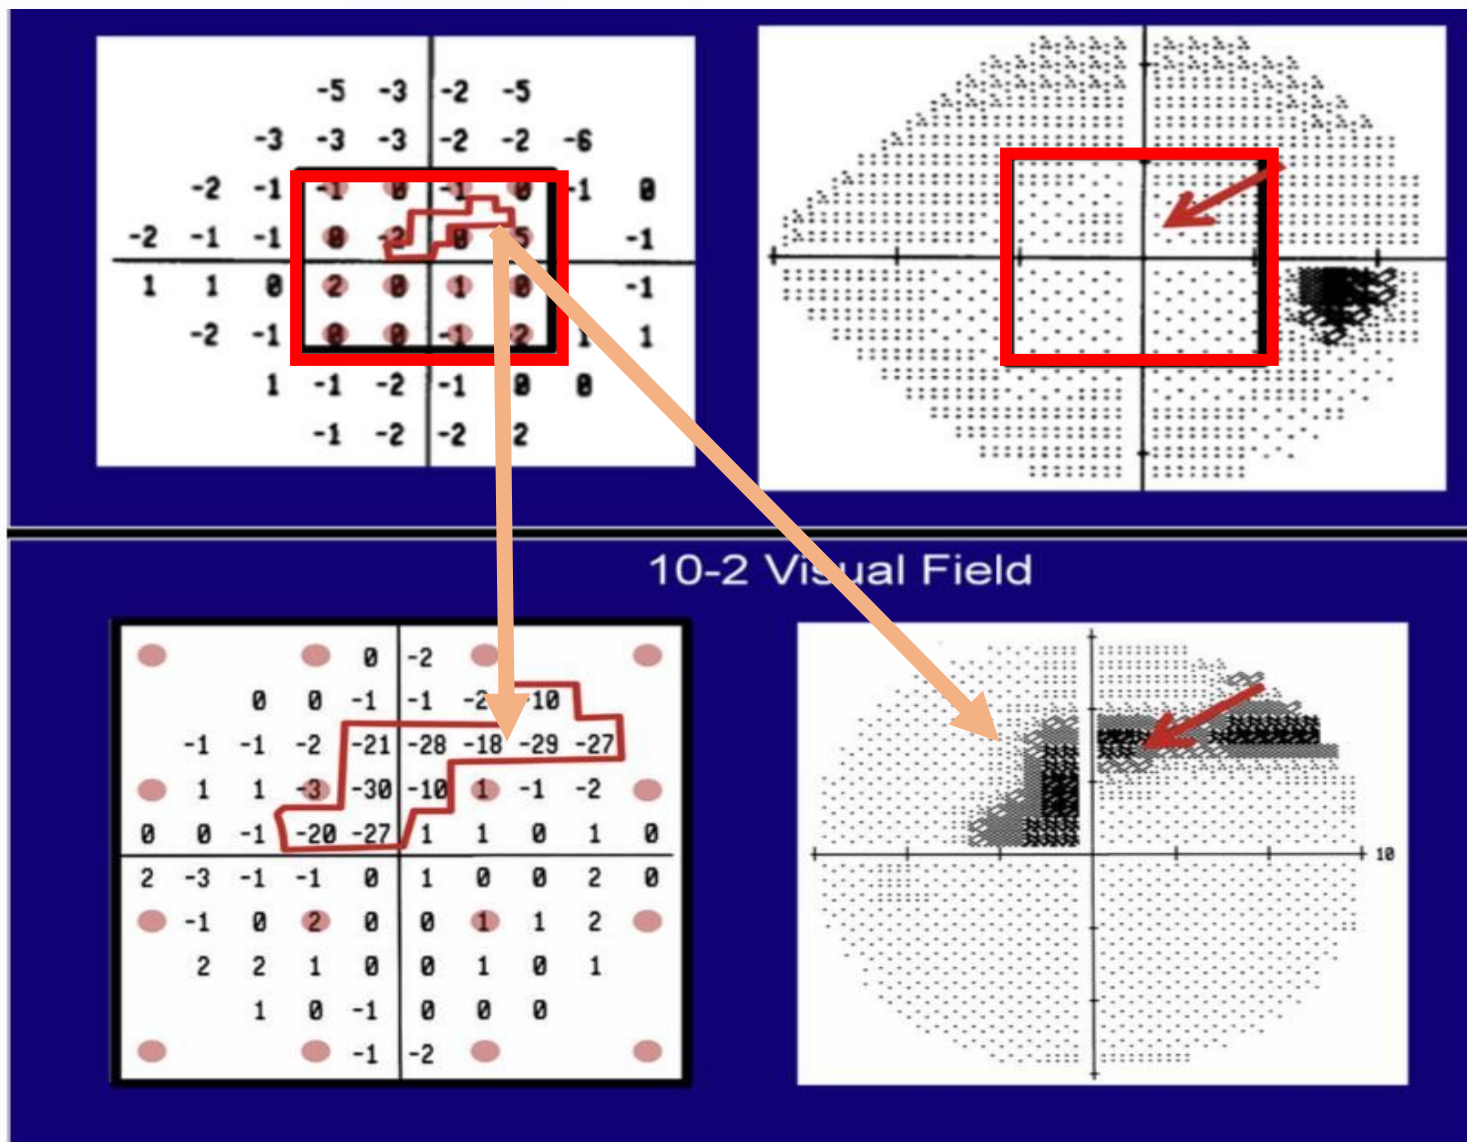 -5 -3 -2 -5
-3 -3 -3 -2 -2 -6
-2 -1 -1 0 -1 0 -1 0
-2 -1 -1 0 -2 0 -5 -1
1 1 0 2 0 1 0 -1
-2 -1 0 0 -1 2 1 1
1 -1 -2 -1 0 0
-1 -2 -2 2
10-2 Visual Field
0 -2
0 0 -1 -1 -2 -10
-1 -1 -2 -21 -28 -18 -29 -27
1 1 -3 -30 -10 1 -1 -2
0 0 -1 -20 -27 1 1 0 1 0
2 -3 -1 -1 0 1 0 0 2 0
-1 0 2 0 0 1 1 2
2 2 1 0 0 1 0 1
1 0 -1 0 0 0
-1 -2
10